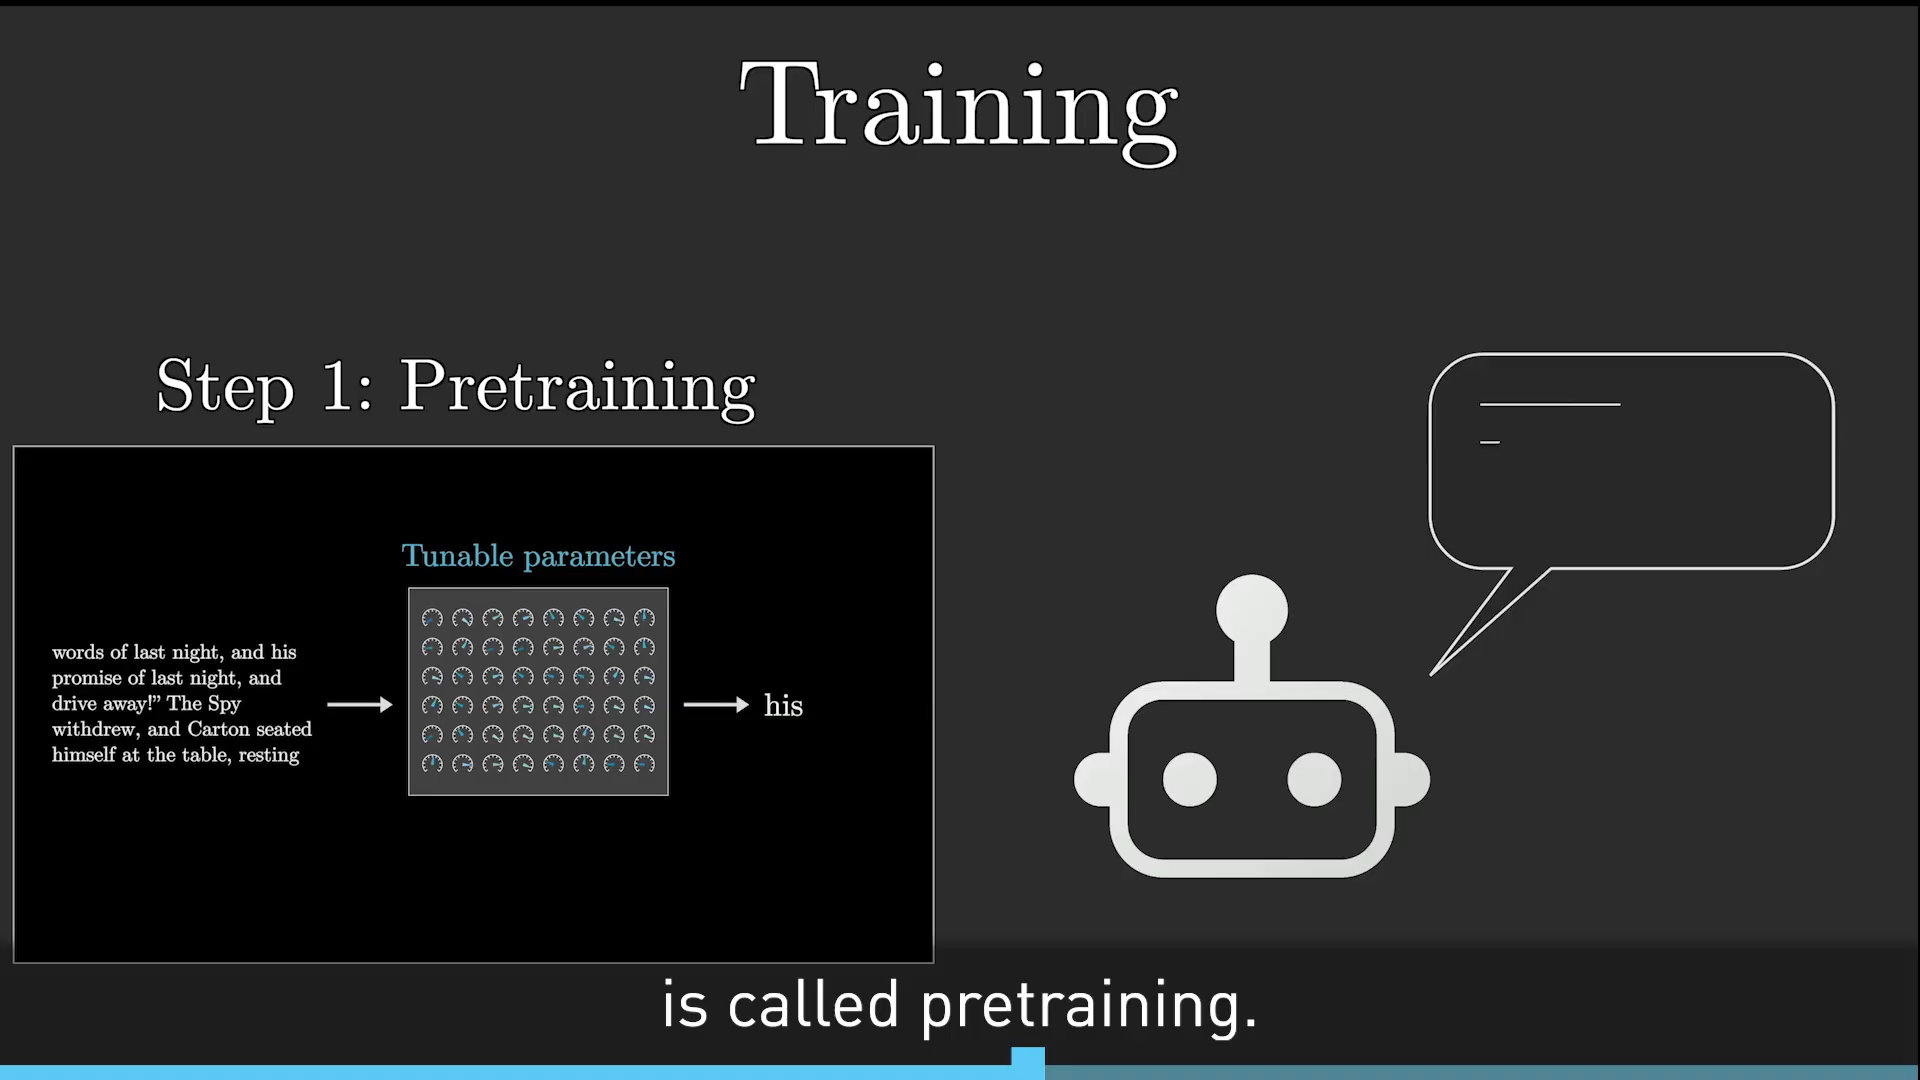 Training
Step 1: Pretraining
Tunable parameters
words of last night, and his
promise of last night, and
drive away!” The Spy
withdrew, and Carton seated
himself at the table, resting
his
is called pretraining.